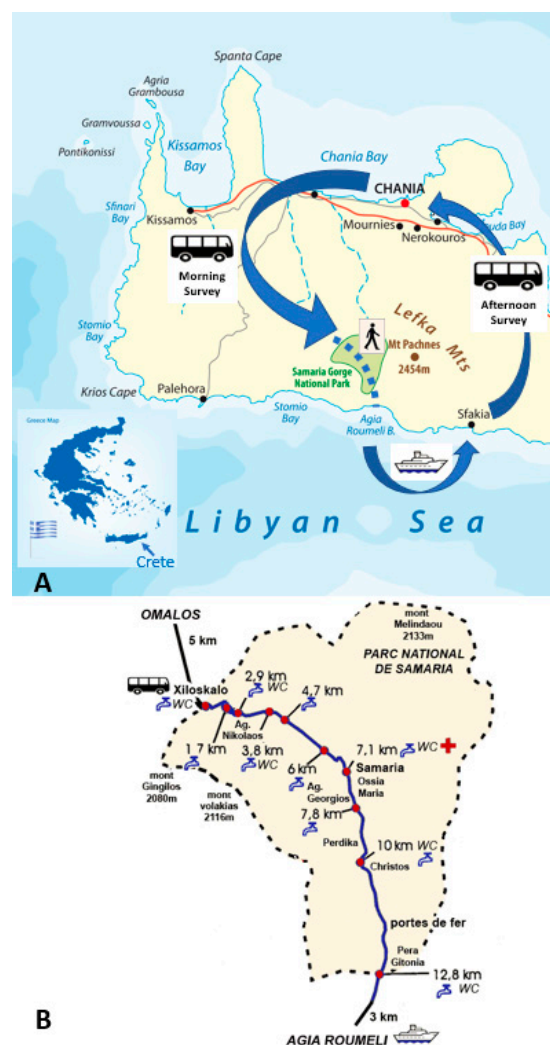 Spanta Cape
Agria
Grambousa
Gramvoussa
Pontikonissi
Kissamos
Bay
Chania Bay
CHANIA
Sfinari
Bay
Kissamos
Mournies
Nerokouros
uda Bay
Morning
Survey
Afternoon
Survey
Lefka Mts
Mt Pachnes
2454m
Stomio
Bay
Samaria Gorge
National Park
Krios Cape
Palehora
Stomio
Bay
Agia
Roumeli B.
Sfakia
Greece Map
Libyan Sea
Crete
A
OMALOS
5 km
mont
Melindaou
2133m
PARC NATIONAL
DE SAMARIA
Xiloskalo
WC
2,9 km
WC
4,7 km
Ag.
Nikolaos
1 7 km
3,8 km
WC
7,1 km WC
6 km
Samaria
Ossia
Maria
mont
Gingilos
2080m
mont
volakias
2116m
Ag.
Georgios
7,8 km
Perdika
10 km WC
Christos
portes de fer
Pera
Gitonia
12,8 km
WC
3 km
B
AGIA ROUMELI